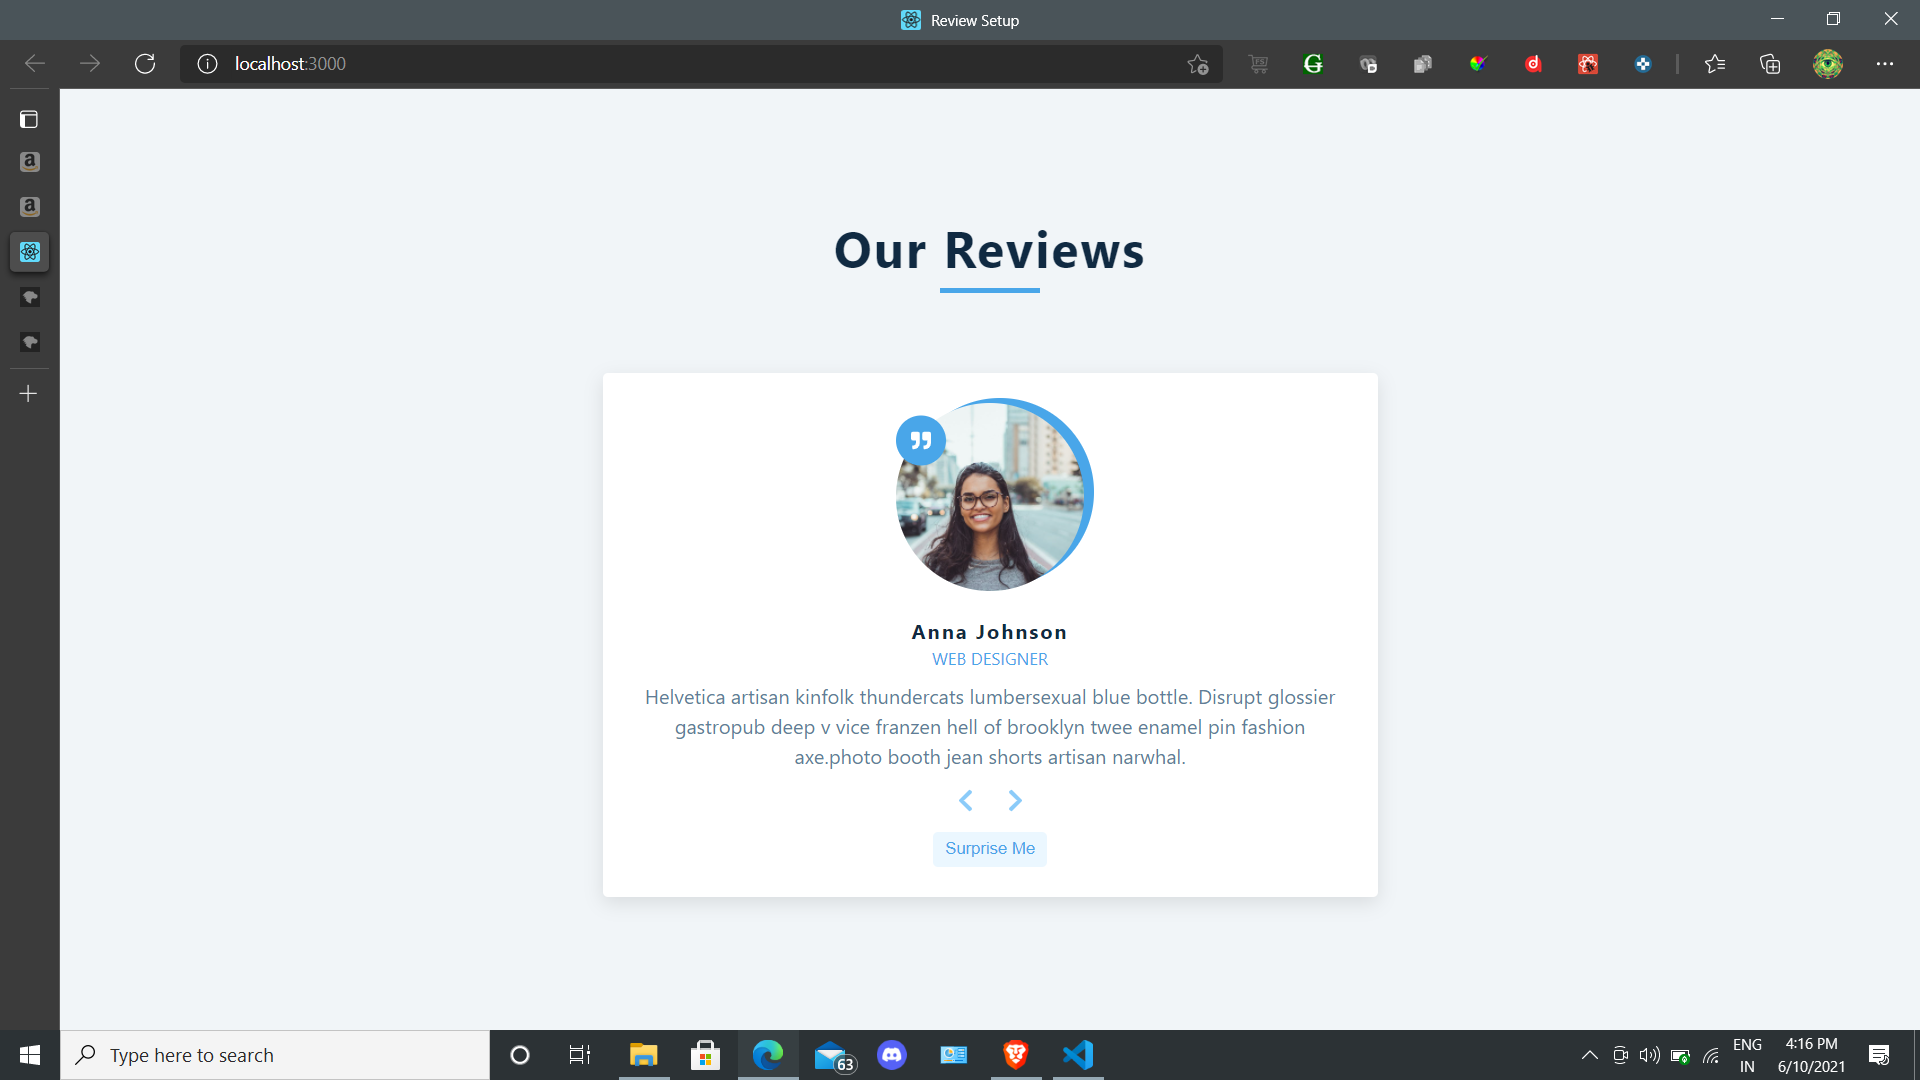 Review Setup
localhost:3000
Our Reviews
Anna Johnson
WEB DESIGNER
Helvetica artisan kinfolk thundercats lumbersexual blue bottle. Disrupt glossier
gastropub deep v vice franzen hell of brooklyn twee enamel pin fashion
axe.photo booth jean shorts artisan narwhal.
Surprise Me
Type here to search
63
ENG
IN
4:16 PM
6/10/2021